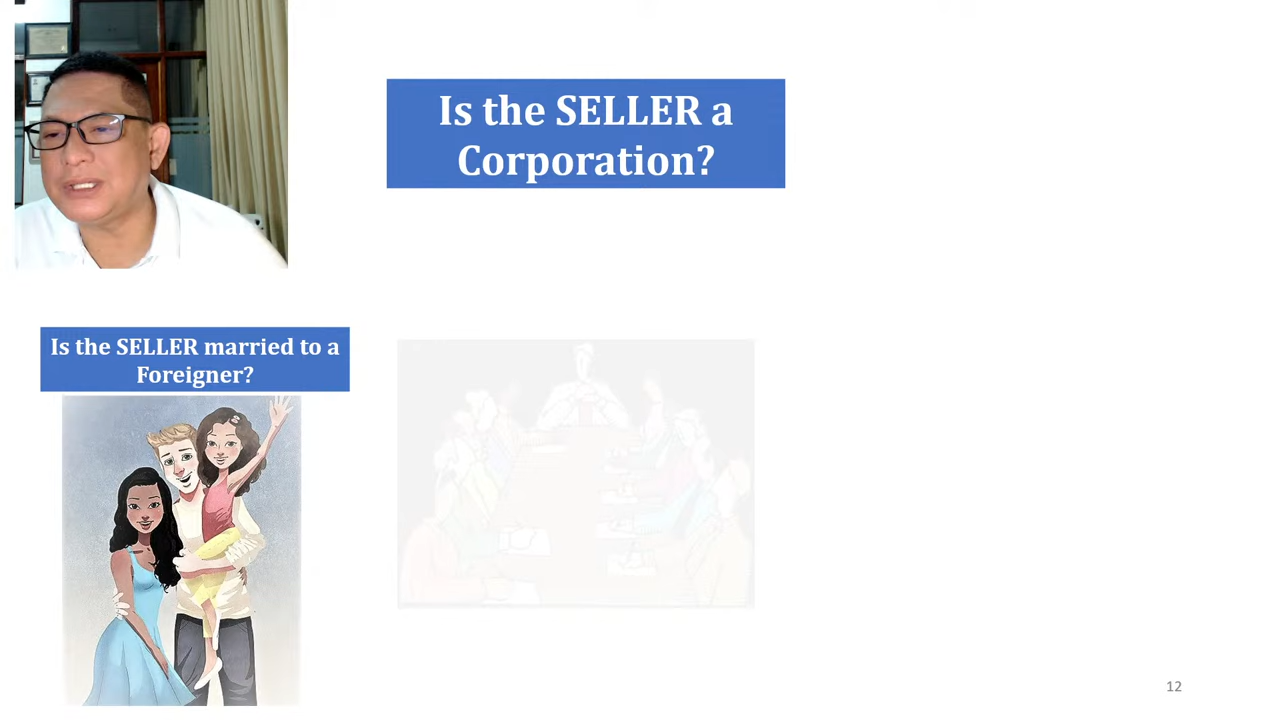 Is the SELLER a
Corporation?
Is the SELLER married to a
Foreigner?
12